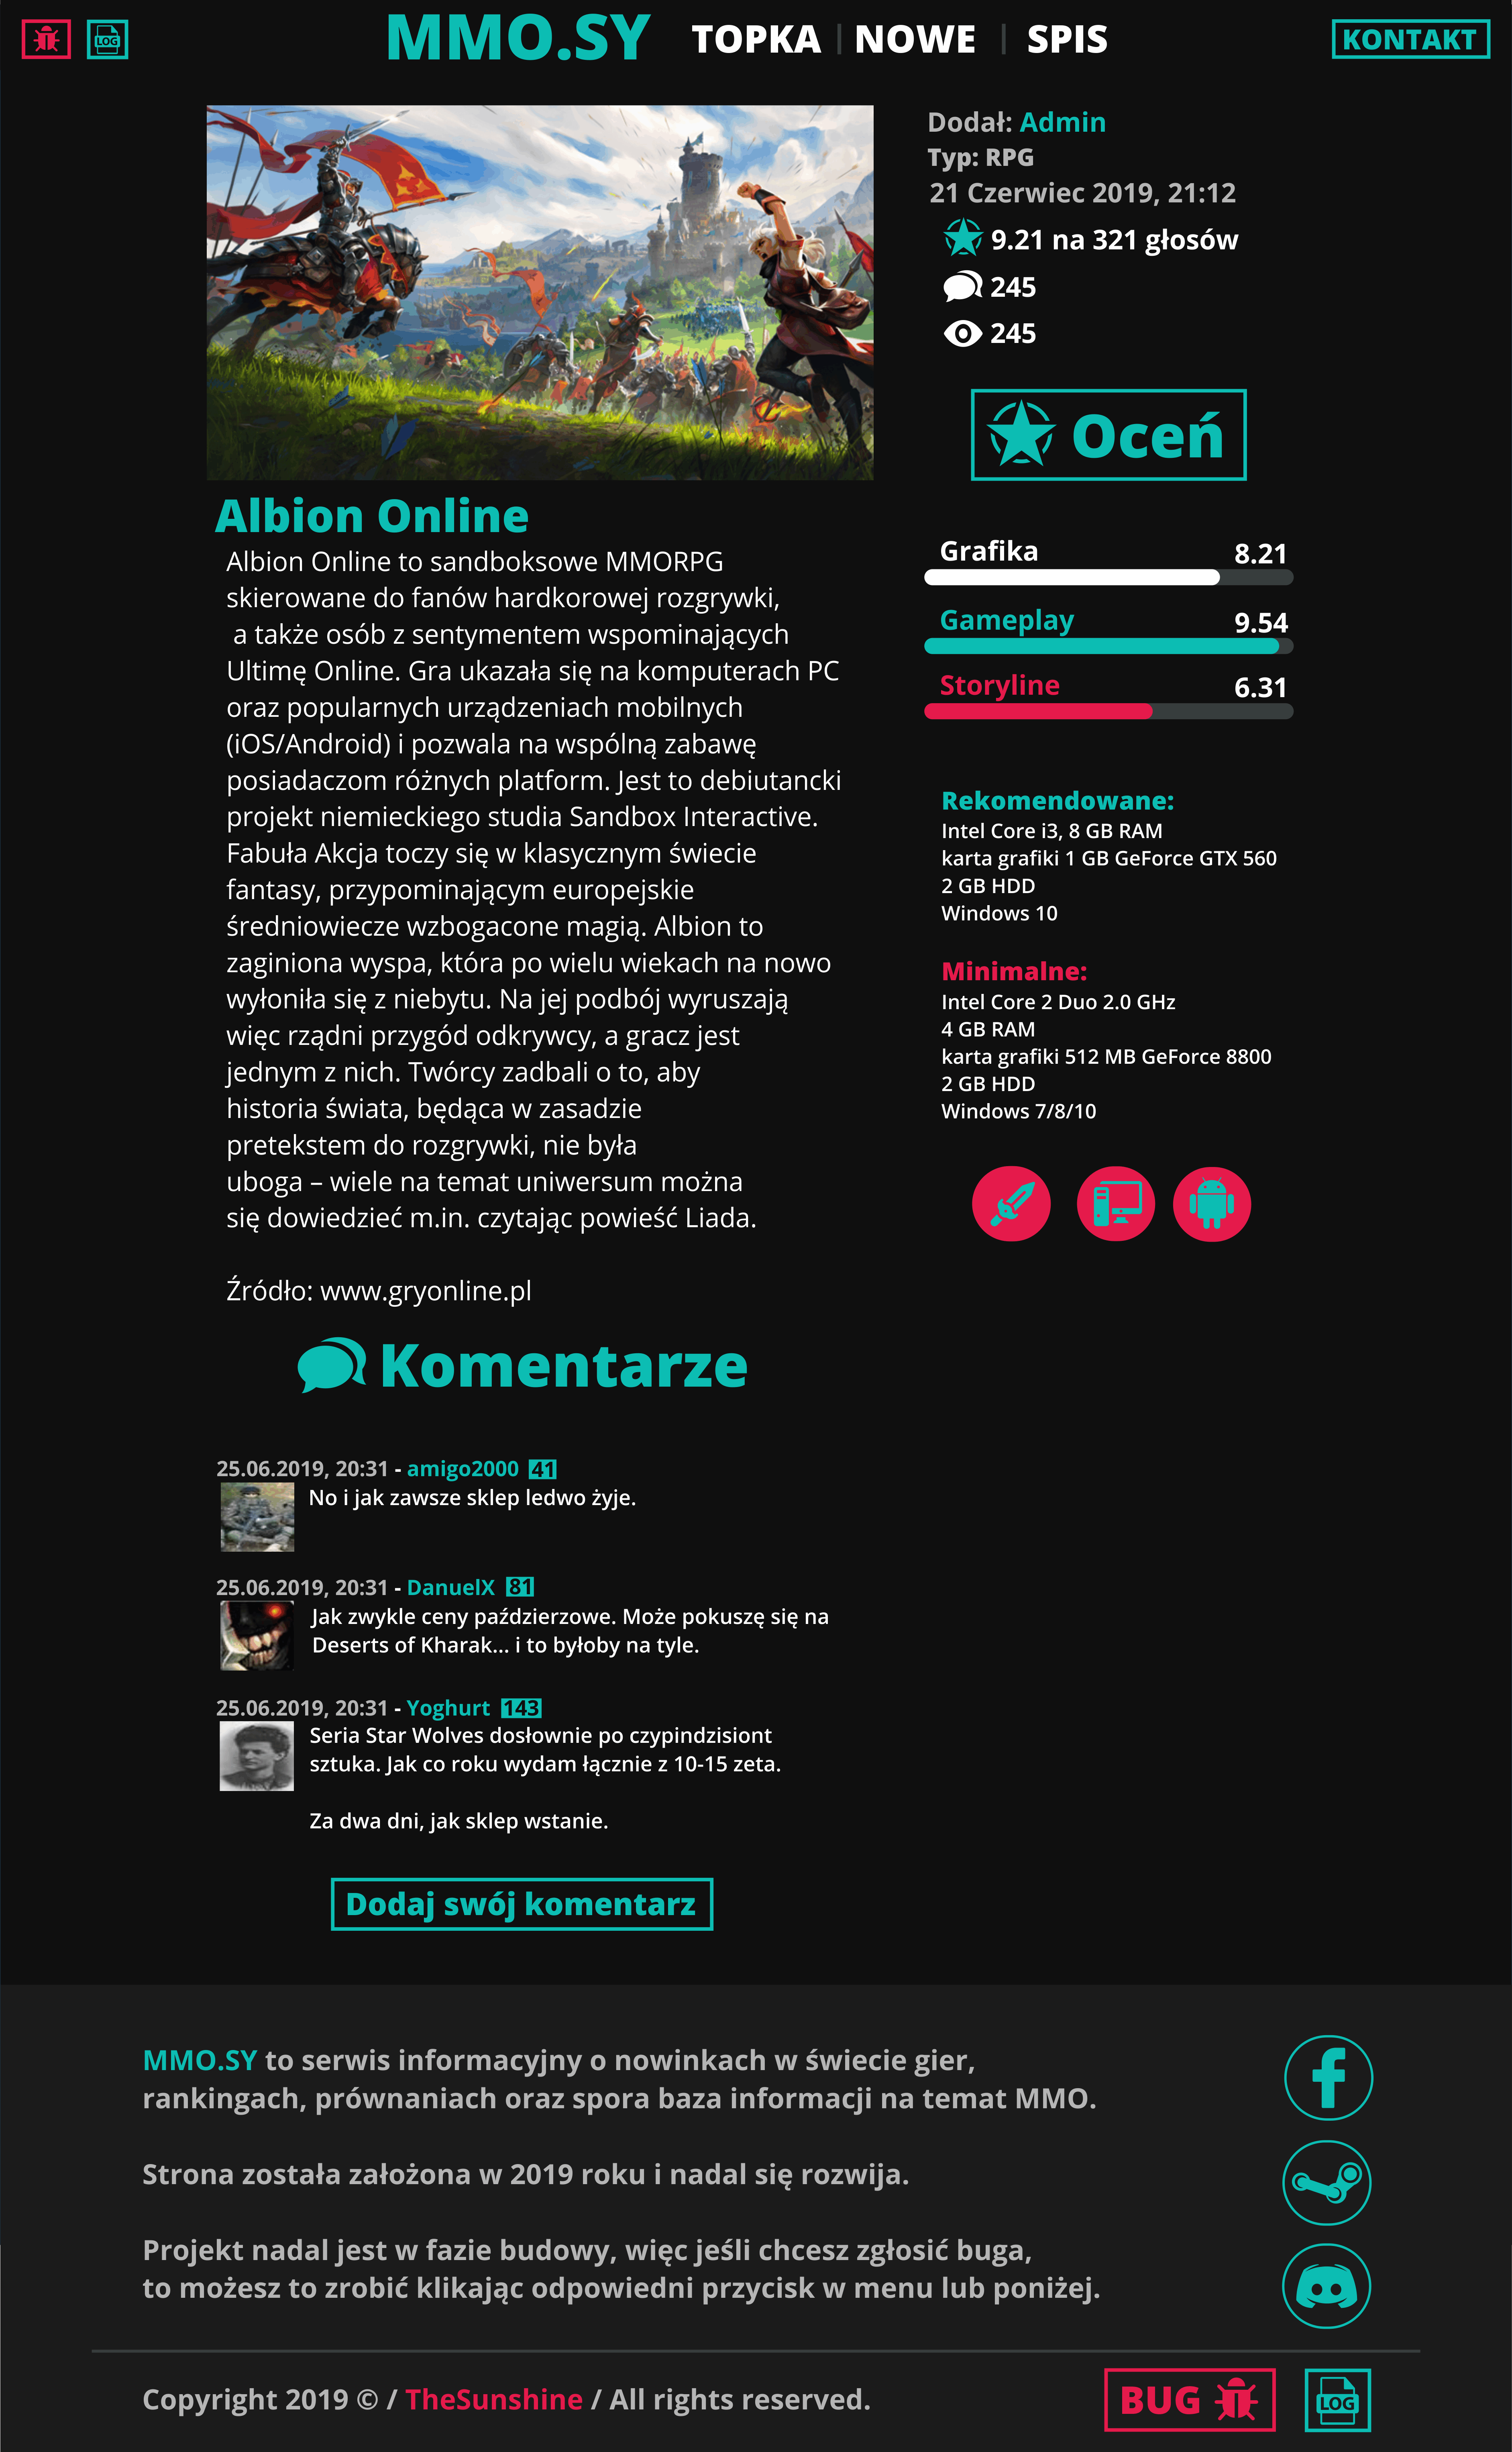 LOG
MMO.SY
TOPKA | NOWE | SPIS
KONTAKT
Dodał: Admin
Typ: RPG
21 Czerwiec 2019, 21:12
9.21 na 321 głosów
245
245
Oceń
Grafika 8.21
Gameplay 9.54
Storyline 6.31
Rekomendowane:
Intel Core i3, 8 GB RAM
karta grafiki 1 GB GeForce GTX 560
2 GB HDD
Windows 10
Minimalne:
Intel Core 2 Duo 2.0 GHz
4 GB RAM
karta grafiki 512 MB GeForce 8800
2 GB HDD
Windows 7/8/10
Albion Online
Albion Online to sandboksowe MMORPG
skierowane do fanów hardkorowej rozgrywki,
a także osób z sentymentem wspominających
Ultimę Online. Gra ukazała się na komputerach PC
oraz popularnych urządzeniach mobilnych
(iOS/Android) i pozwala na wspólną zabawę
posiadaczom różnych platform. Jest to debiutancki
projekt niemieckiego studia Sandbox Interactive.
Fabuła Akcja toczy się w klasycznym świecie
fantasy, przypominającym europejskie
średniowiecze wzbogacone magią. Albion to
zaginiona wyspa, która po wielu wiekach na nowo
wyłoniła się z niebytu. Na jej podbój wyruszają
więc rządni przygód odkrywcy, a gracz jest
jednym z nich. Twórcy zadbali o to, aby
historia świata, będąca w zasadzie
pretekstem do rozgrywki, nie była
uboga – wiele na temat uniwersum można
się dowiedzieć m.in. czytając powieść Liada.
Źródło: www.gryonline.pl
Komentarze
25.06.2019, 20:31 - amigo2000 41
No i jak zawsze sklep ledwo żyje.
25.06.2019, 20:31 - DanuelX 81
Jak zwykle ceny paździerzowe. Może pokuszę się na
Deserts of Kharak... i to byłoby na tyle.
25.06.2019, 20:31 - Yoghurt 143
Seria Star Wolves dosłownie po czypindzisiont
sztuka. Jak co roku wydam łącznie z 10-15 zeta.
Za dwa dni, jak sklep wstanie.
Dodaj swój komentarz
MMO.SY to serwis informacyjny o nowinkach w świecie gier,
rankingach, prównaniach oraz spora baza informacji na temat MMO.
Strona została założona w 2019 roku i nadal się rozwija.
Projekt nadal jest w fazie budowy, więc jeśli chcesz zgłosić buga,
to możesz to zrobić klikając odpowiedni przycisk w menu lub poniżej.
Copyright 2019 © / TheSunshine / All rights reserved.
BUG
LOG